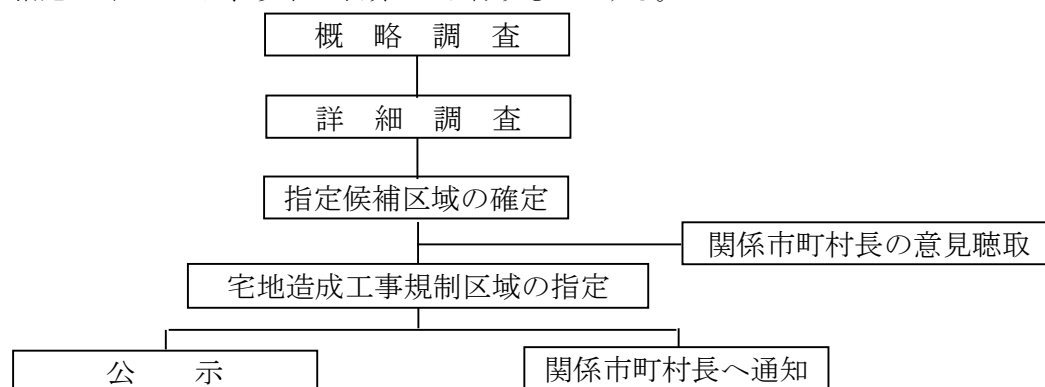 概　略　調　査
詳　細　調　査
指定候補区域の確定
関係市町村長の意見聴取
宅地造成工事規制区域の指定
公　　示
関係市町村長へ通知